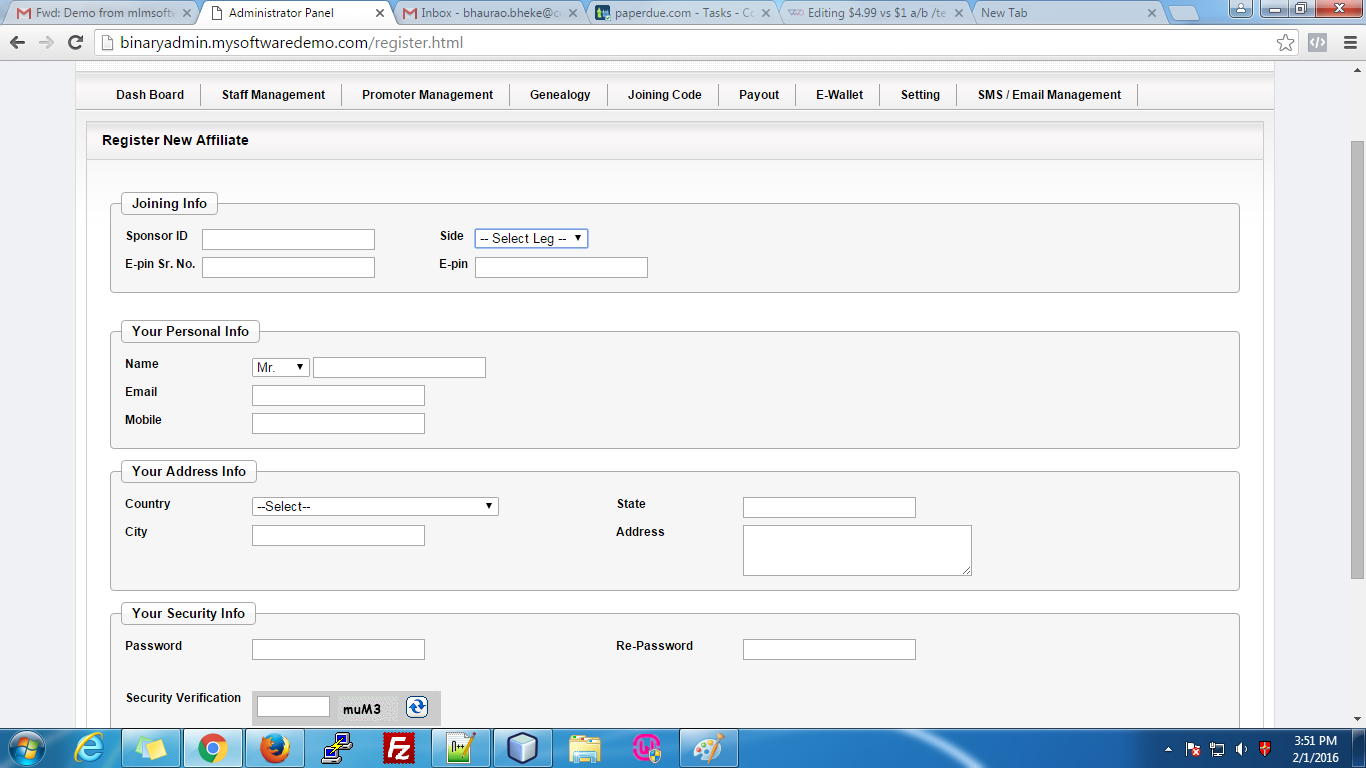 Fwd: Demo from mlmsoftw
Administrator Panel
Inbox - bhaurao.bheke@c
paperdue.com - Tasks - Co
Editing $4.99 vs $1 a/b /te
New Tab
binaryadmin.mysoftwaredemo.com/register.html
Dash Board
Staff Management
Promoter Management
Genealogy
Joining Code
Payout
E-Wallet
Setting
SMS / Email Management
Register New Affiliate
Joining Info
Sponsor ID
Side
-- Select Leg --
E-pin Sr. No.
E-pin
Your Personal Info
Name
Mr.
Email
Mobile
Your Address Info
Country
--Select--
State
City
Address
Your Security Info
Password
Re-Password
Security Verification
muM3
3:51 PM
2/1/2016